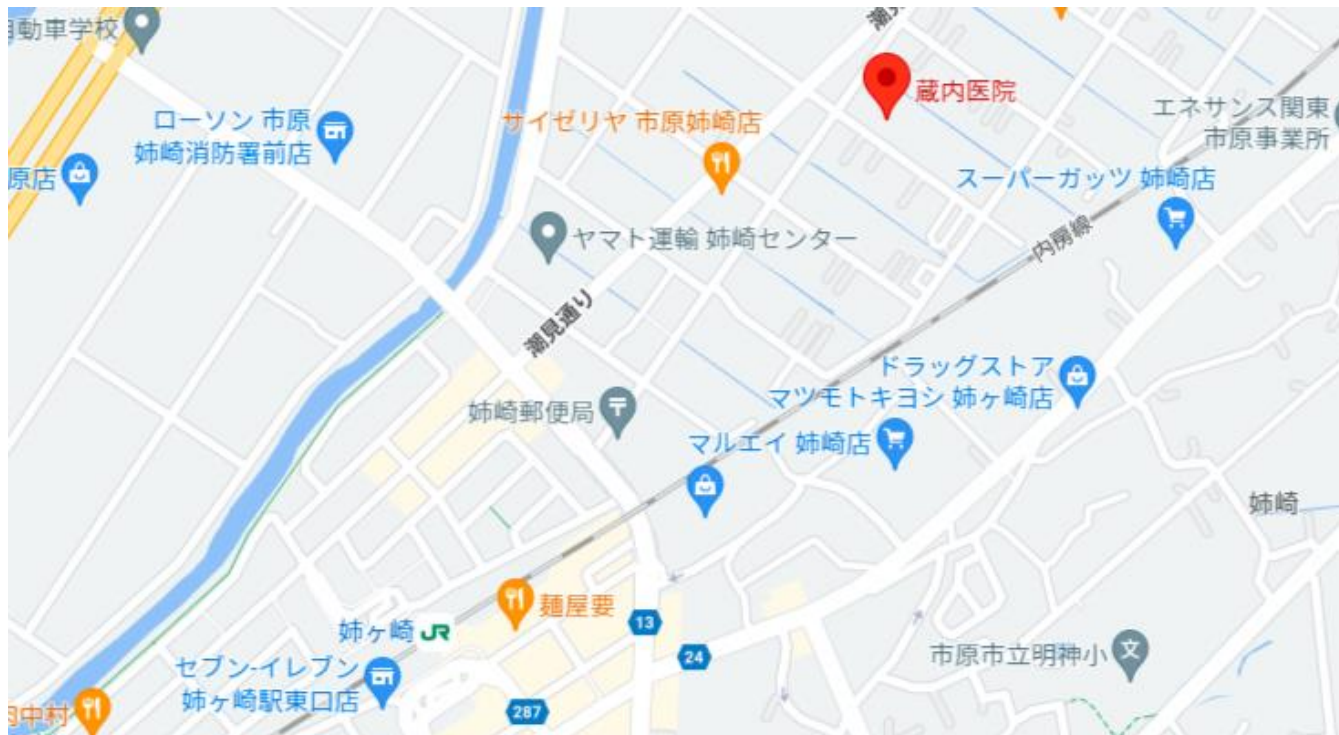 自動車学校
潮見
蔵内医院
ローソン 市原
姉崎消防署前店
サイゼリヤ 市原姉崎店
エネサンス関東
市原事業所
原店
スーパーガッツ 姉崎店
ヤマト運輸 姉崎センター
内房線
潮見通り
ドラッグストア
マツモトキヨシ 姉ヶ崎店
姉崎郵便局
マルエイ 姉崎店
姉崎
麺屋要
13
姉ヶ崎 JR
24
市原市立明神小
文
セブン-イレブン
姉ヶ崎駅東口店
中村
287